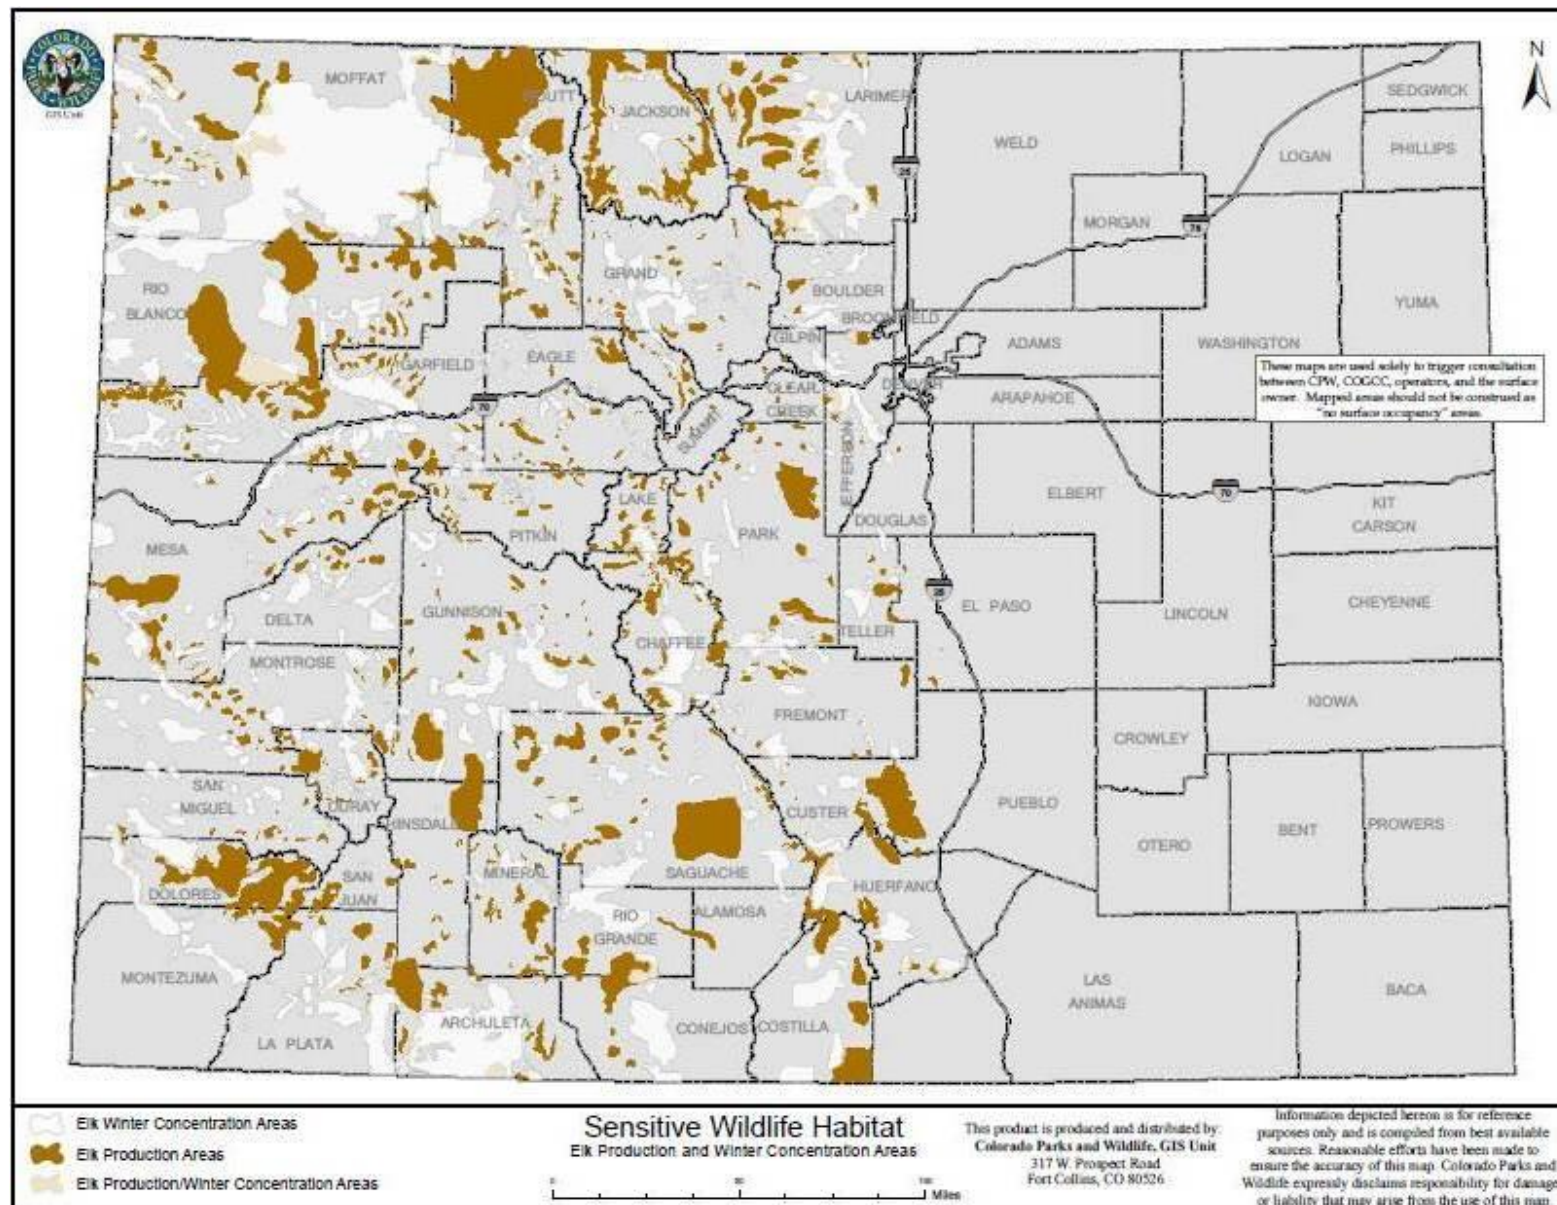 COLORADO
PARKS & WILDLIFE
GIS Unit
N
MOFFAT
ROUTT
JACKSON
LARIMER
WELD
LOGAN
SEDGWICK
PHILLIPS
MORGAN
25
76
RIO
BLANCO
GRAND
BOULDER
BROOMFIELD
YUMA
GARFIELD
EAGLE
GILPIN
ADAMS
WASHINGTON
CLEAR
CREEK
DENVER
ARAPAHOE
These maps are used solely to trigger consultation
between CPW, COGCC, operators, and the surface
owner. Mapped areas should not be construed as
"no surface occupancy" areas.
70
SUMMIT
JEFFERSON
ELBERT
70
KIT
CARSON
LAKE
PARK
DOUGLAS
PITKIN
MESA
25
DELTA
GUNNISON
CHAFFEE
TELLER
EL PASO
LINCOLN
CHEYENNE
MONTROSE
FREMONT
KIOWA
CROWLEY
SAN
MIGUEL
OURAY
HINSDALE
CUSTER
PUEBLO
OTERO
BENT
PROWERS
DOLORES
SAN
JUAN
MINERAL
SAGUACHE
HUERFANO
RIO
GRANDE
ALAMOSA
MONTEZUMA
LAS
ANIMAS
BACA
LA PLATA
ARCHULETA
CONEJOS
COSTILLA
Elk Winter Concentration Areas
Elk Production Areas
Elk Production/Winter Concentration Areas
Sensitive Wildlife Habitat
Elk Production and Winter Concentration Areas
0 50 100
Miles
This product is produced and distributed by:
Colorado Parks and Wildlife, GIS Unit
317 W. Prospect Road
Fort Collins, CO 80526
Information depicted hereon is for reference
purposes only and is compiled from best available
sources. Reasonable efforts have been made to
ensure the accuracy of this map. Colorado Parks and
Wildlife expressly disclaims responsibility for damages
or liability that may arise from the use of this map.